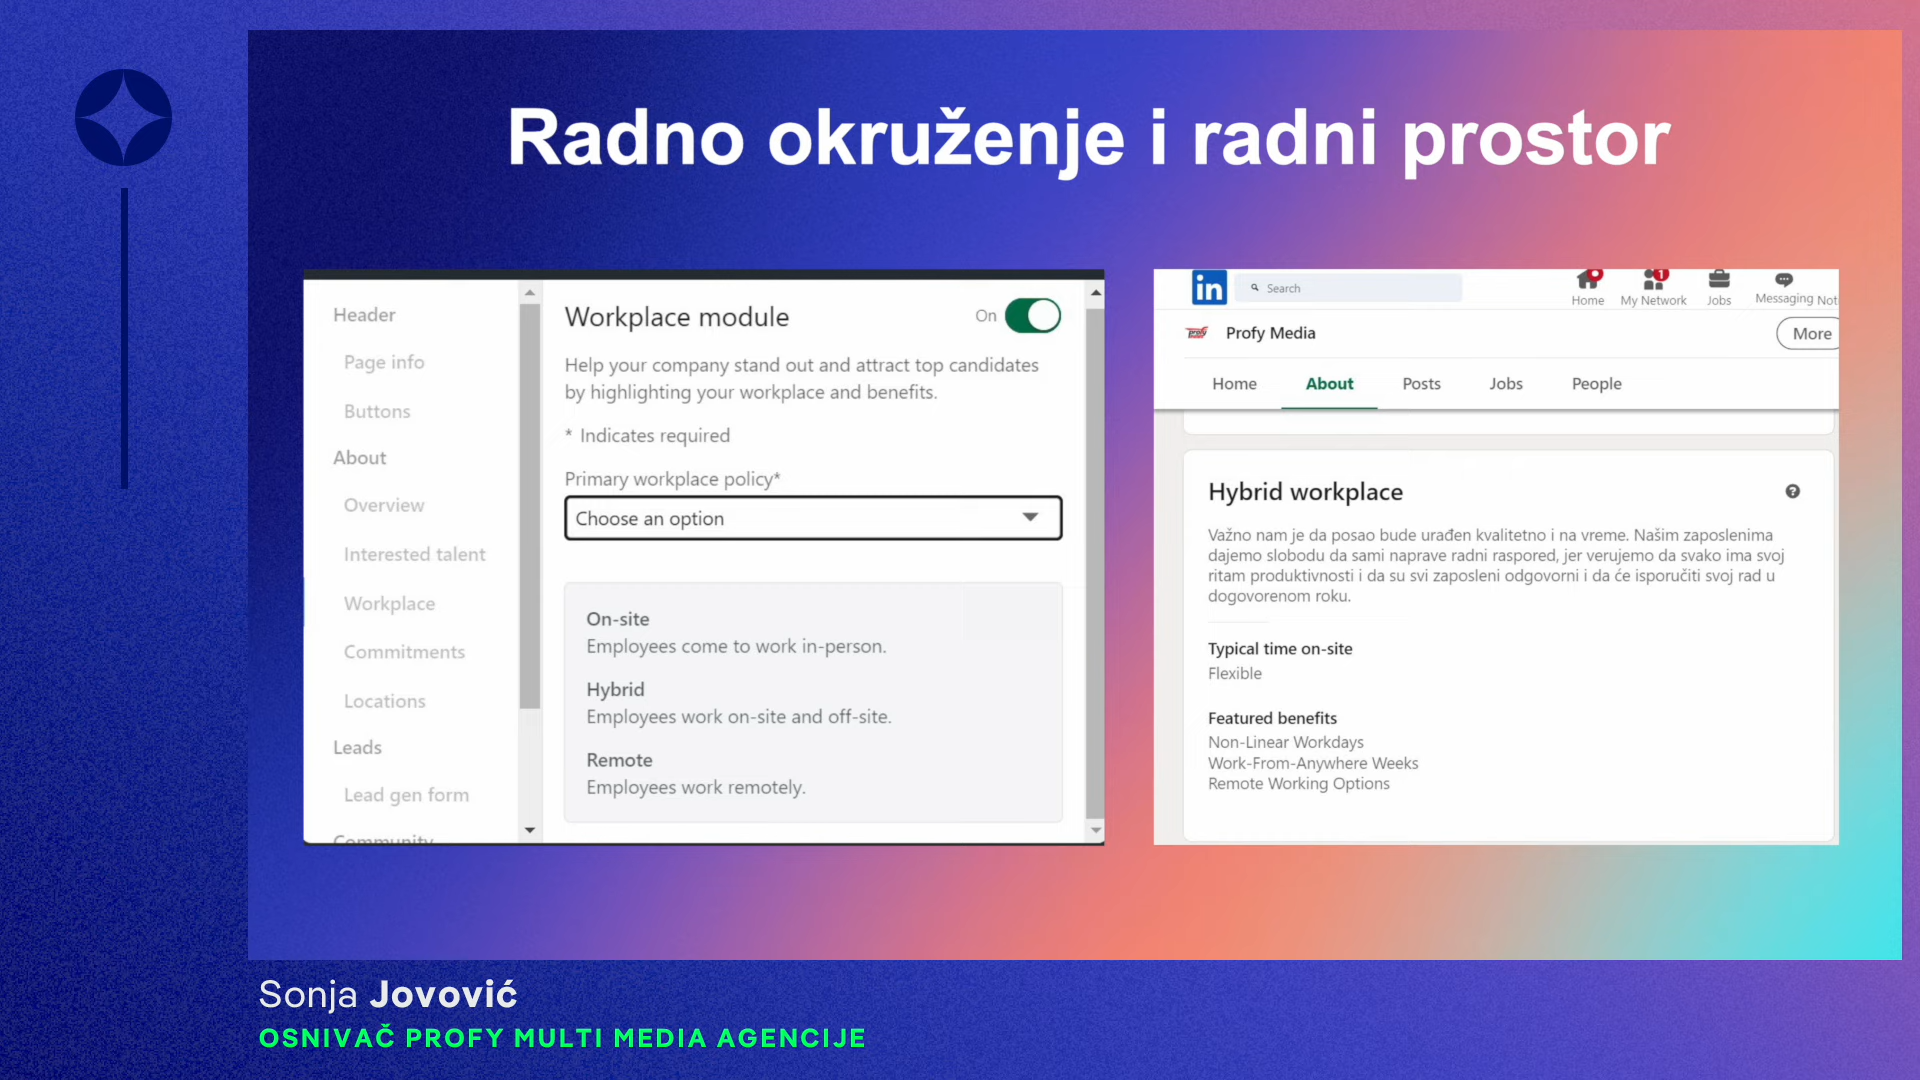 Radno okruženje i radni prostor
Header
Page info
Buttons
About
Overview
Interested talent
Workplace
Commitments
Locations
Leads
Lead gen form
Community
Workplace module
On
Help your company stand out and attract top candidates
by highlighting your workplace and benefits.
* Indicates required
Primary workplace policy*
Choose an option
On-site
Employees come to work in-person.
Hybrid
Employees work on-site and off-site.
Remote
Employees work remotely.
in
Search
Home
1
My Network
Jobs
Messaging
Not
profy
Profy Media
More
Home
About
Posts
Jobs
People
Hybrid workplace
?
Važno nam je da posao bude urađen kvalitetno i na vreme. Našim zaposlenima
dajemo slobodu da sami naprave radni raspored, jer verujemo da svako ima svoj
ritam produktivnosti i da su svi zaposleni odgovorni i da će isporučiti svoj rad u
dogovorenom roku.
Typical time on-site
Flexible
Featured benefits
Non-Linear Workdays
Work-From-Anywhere Weeks
Remote Working Options
Sonja Jovović
OSNIVAČ PROFY MULTI MEDIA AGENCIJE